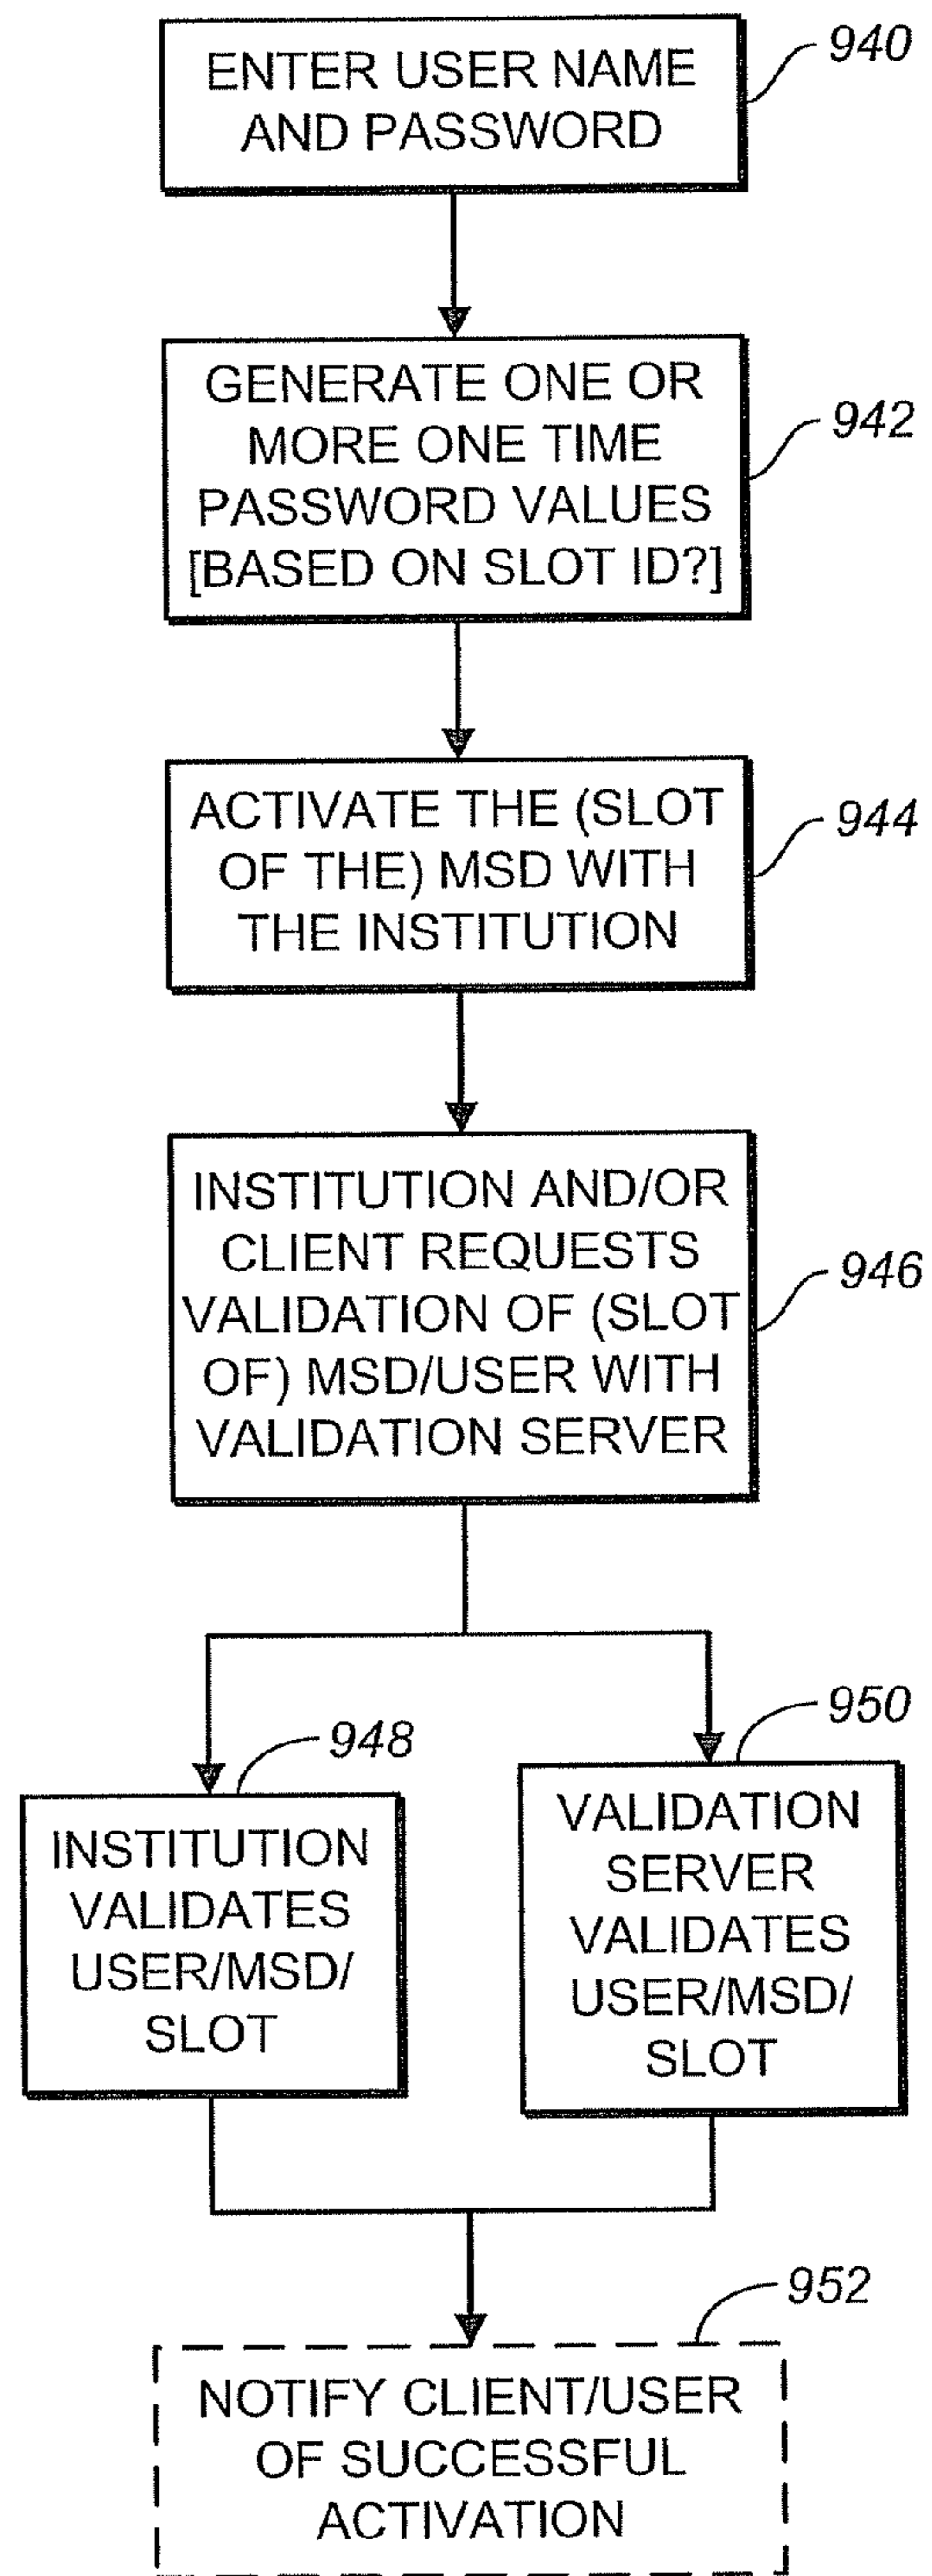 ENTER USER NAME
AND PASSWORD
940
GENERATE ONE OR
MORE ONE TIME
PASSWORD VALUES
[BASED ON SLOT ID?]
942
ACTIVATE THE (SLOT
OF THE) MSD WITH
THE INSTITUTION
944
INSTITUTION AND/OR
CLIENT REQUESTS
VALIDATION OF (SLOT
OF) MSD/USER WITH
VALIDATION SERVER
946
948
INSTITUTION
VALIDATES
USER/MSD/
SLOT
950
VALIDATION
SERVER
VALIDATES
USER/MSD/
SLOT
952
NOTIFY CLIENT/USER
OF SUCCESSFUL
ACTIVATION